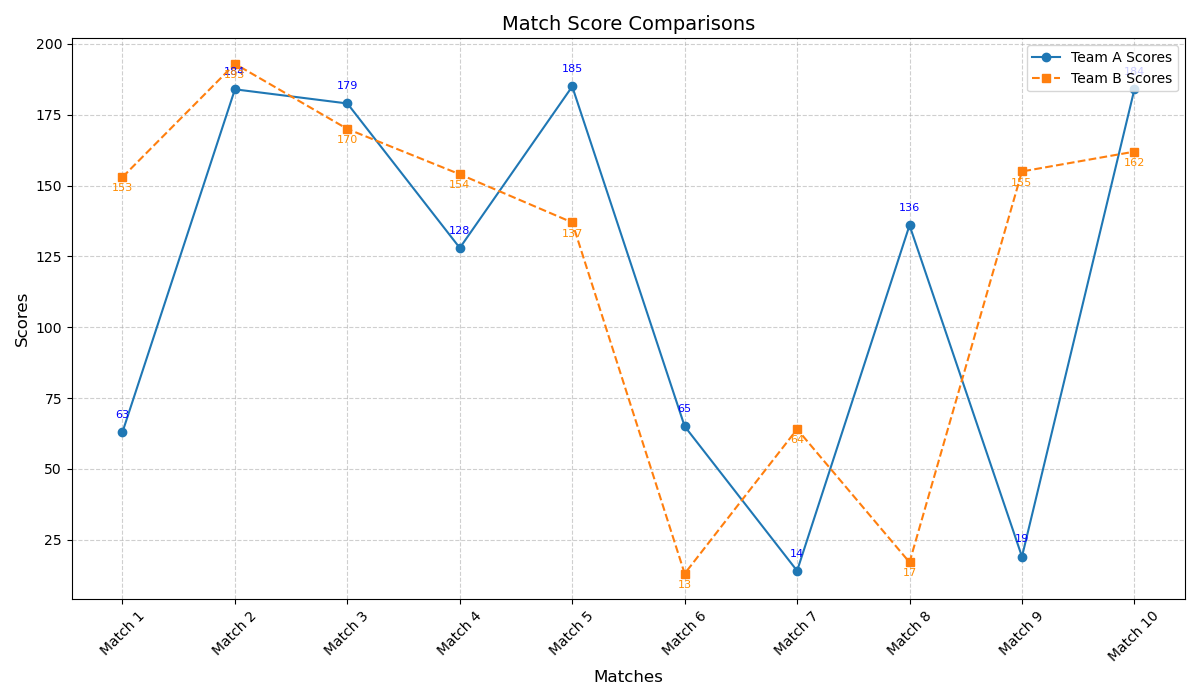 Match Score Comparisons
Team A Scores
Team B Scores
Scores
200
175
150
125
100
75
50
25
63
184
179
128
185
65
14
136
19
184
153
193
170
154
137
13
64
17
155
162
Match 1
Match 2
Match 3
Match 4
Match 5
Match 6
Match 7
Match 8
Match 9
Match 10
Matches